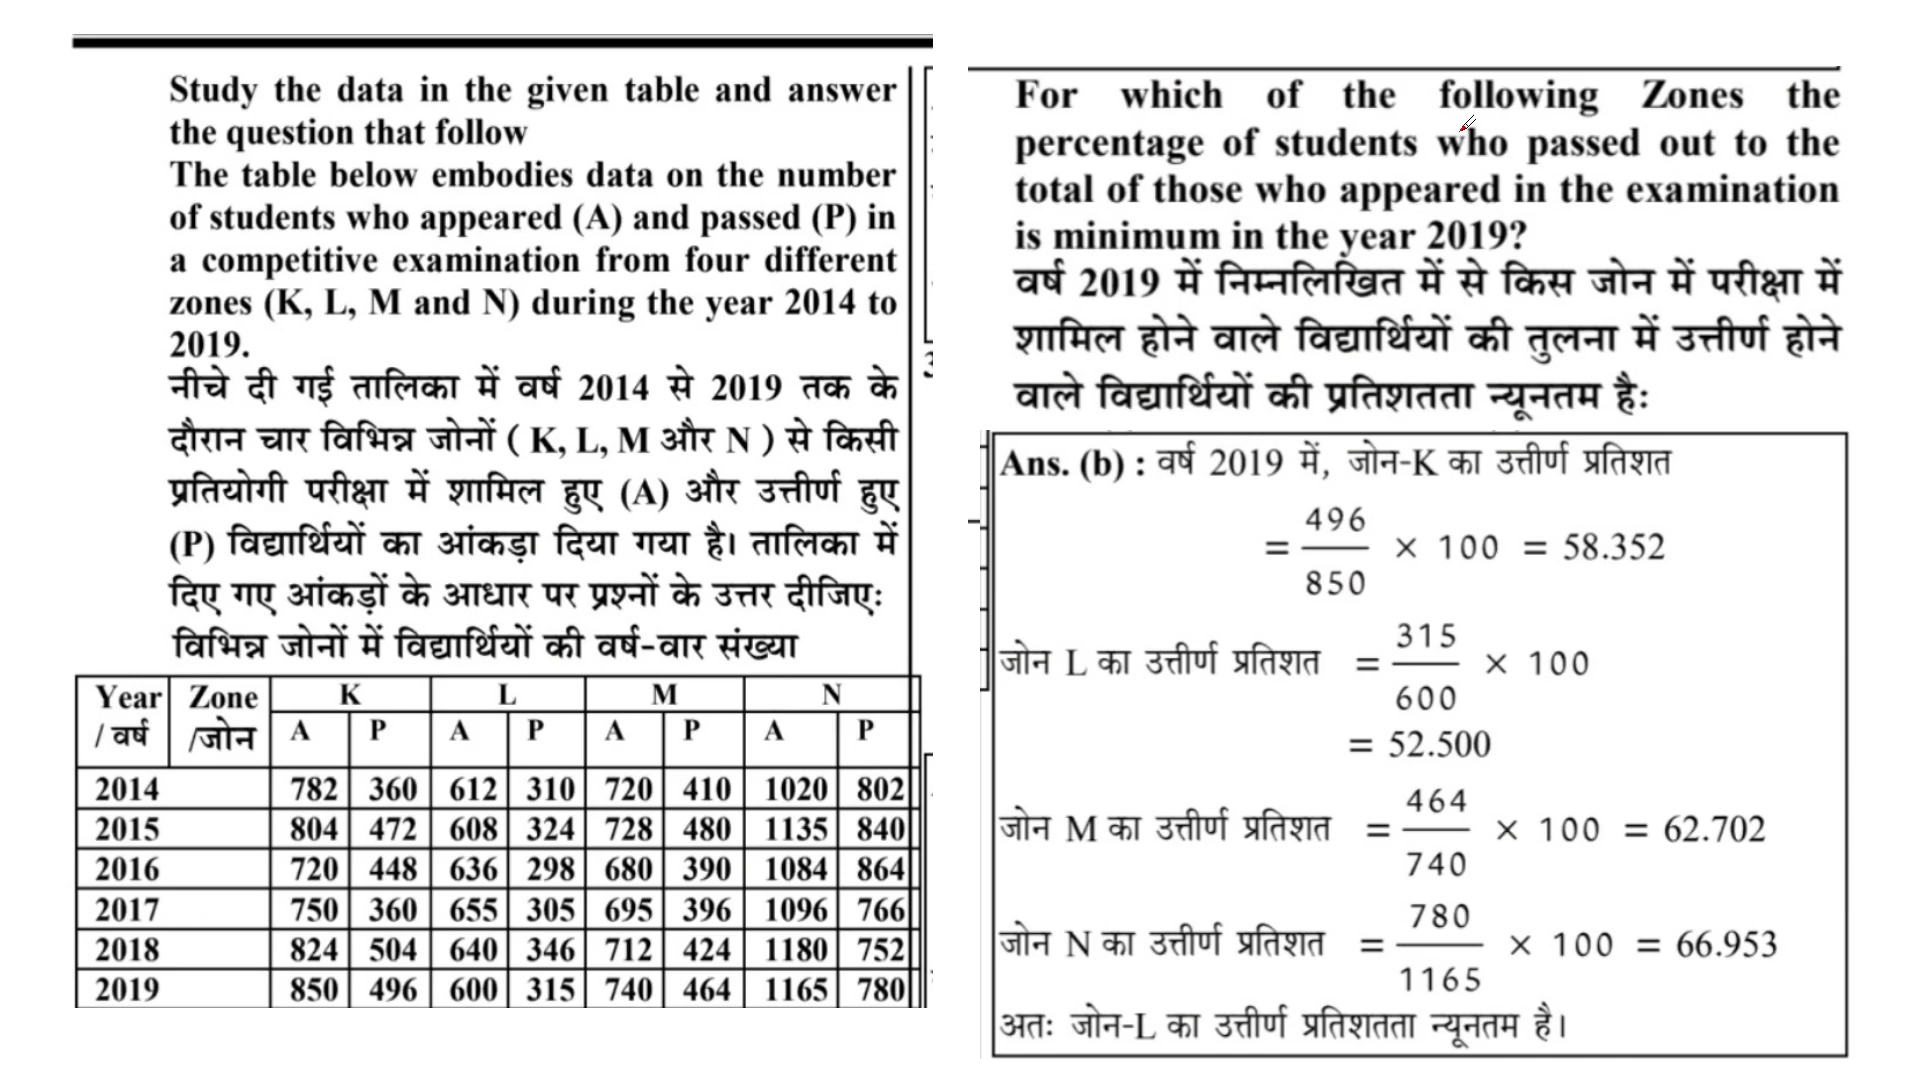 Study the data in the given table and answer
the question that follow
The table below embodies data on the number
of students who appeared (A) and passed (P) in
a competitive examination from four different
zones (K, L, M and N) during the year 2014 to
2019.
नीचे दी गई तालिका में वर्ष 2014 से 2019 तक के
दौरान चार विभिन्न जोनों ( K, L, M और N ) से किसी
प्रतियोगी परीक्षा में शामिल हुए (A) और उत्तीर्ण हुए
(P) विद्यार्थियों का आंकड़ा दिया गया है। तालिका में
दिए गए आंकड़ों के आधार पर प्रश्नों के उत्तर दीजिए:
विभिन्न जोनों में विद्यार्थियों की वर्ष-वार संख्या
Year Zone K L M N
/ वर्ष /जोन A P A P A P A P
2014 782 360 612 310 720 410 1020 802
2015 804 472 608 324 728 480 1135 840
2016 720 448 636 298 680 390 1084 864
2017 750 360 655 305 695 396 1096 766
2018 824 504 640 346 712 424 1180 752
2019 850 496 600 315 740 464 1165 780
For which of the following Zones the
percentage of students who passed out to the
total of those who appeared in the examination
is minimum in the year 2019?
वर्ष 2019 में निम्नलिखित में से किस जोन में परीक्षा में
शामिल होने वाले विद्यार्थियों की तुलना में उत्तीर्ण होने
वाले विद्यार्थियों की प्रतिशतता न्यूनतम है:
Ans. (b) : वर्ष 2019 में, जोन-K का उत्तीर्ण प्रतिशत
496
= × 100 = 58.352
850
315
जोन L का उत्तीर्ण प्रतिशत = × 100
600
= 52.500
464
जोन M का उत्तीर्ण प्रतिशत = × 100 = 62.702
740
780
जोन N का उत्तीर्ण प्रतिशत = × 100 = 66.953
1165
अतः जोन-L का उत्तीर्ण प्रतिशतता न्यूनतम है।